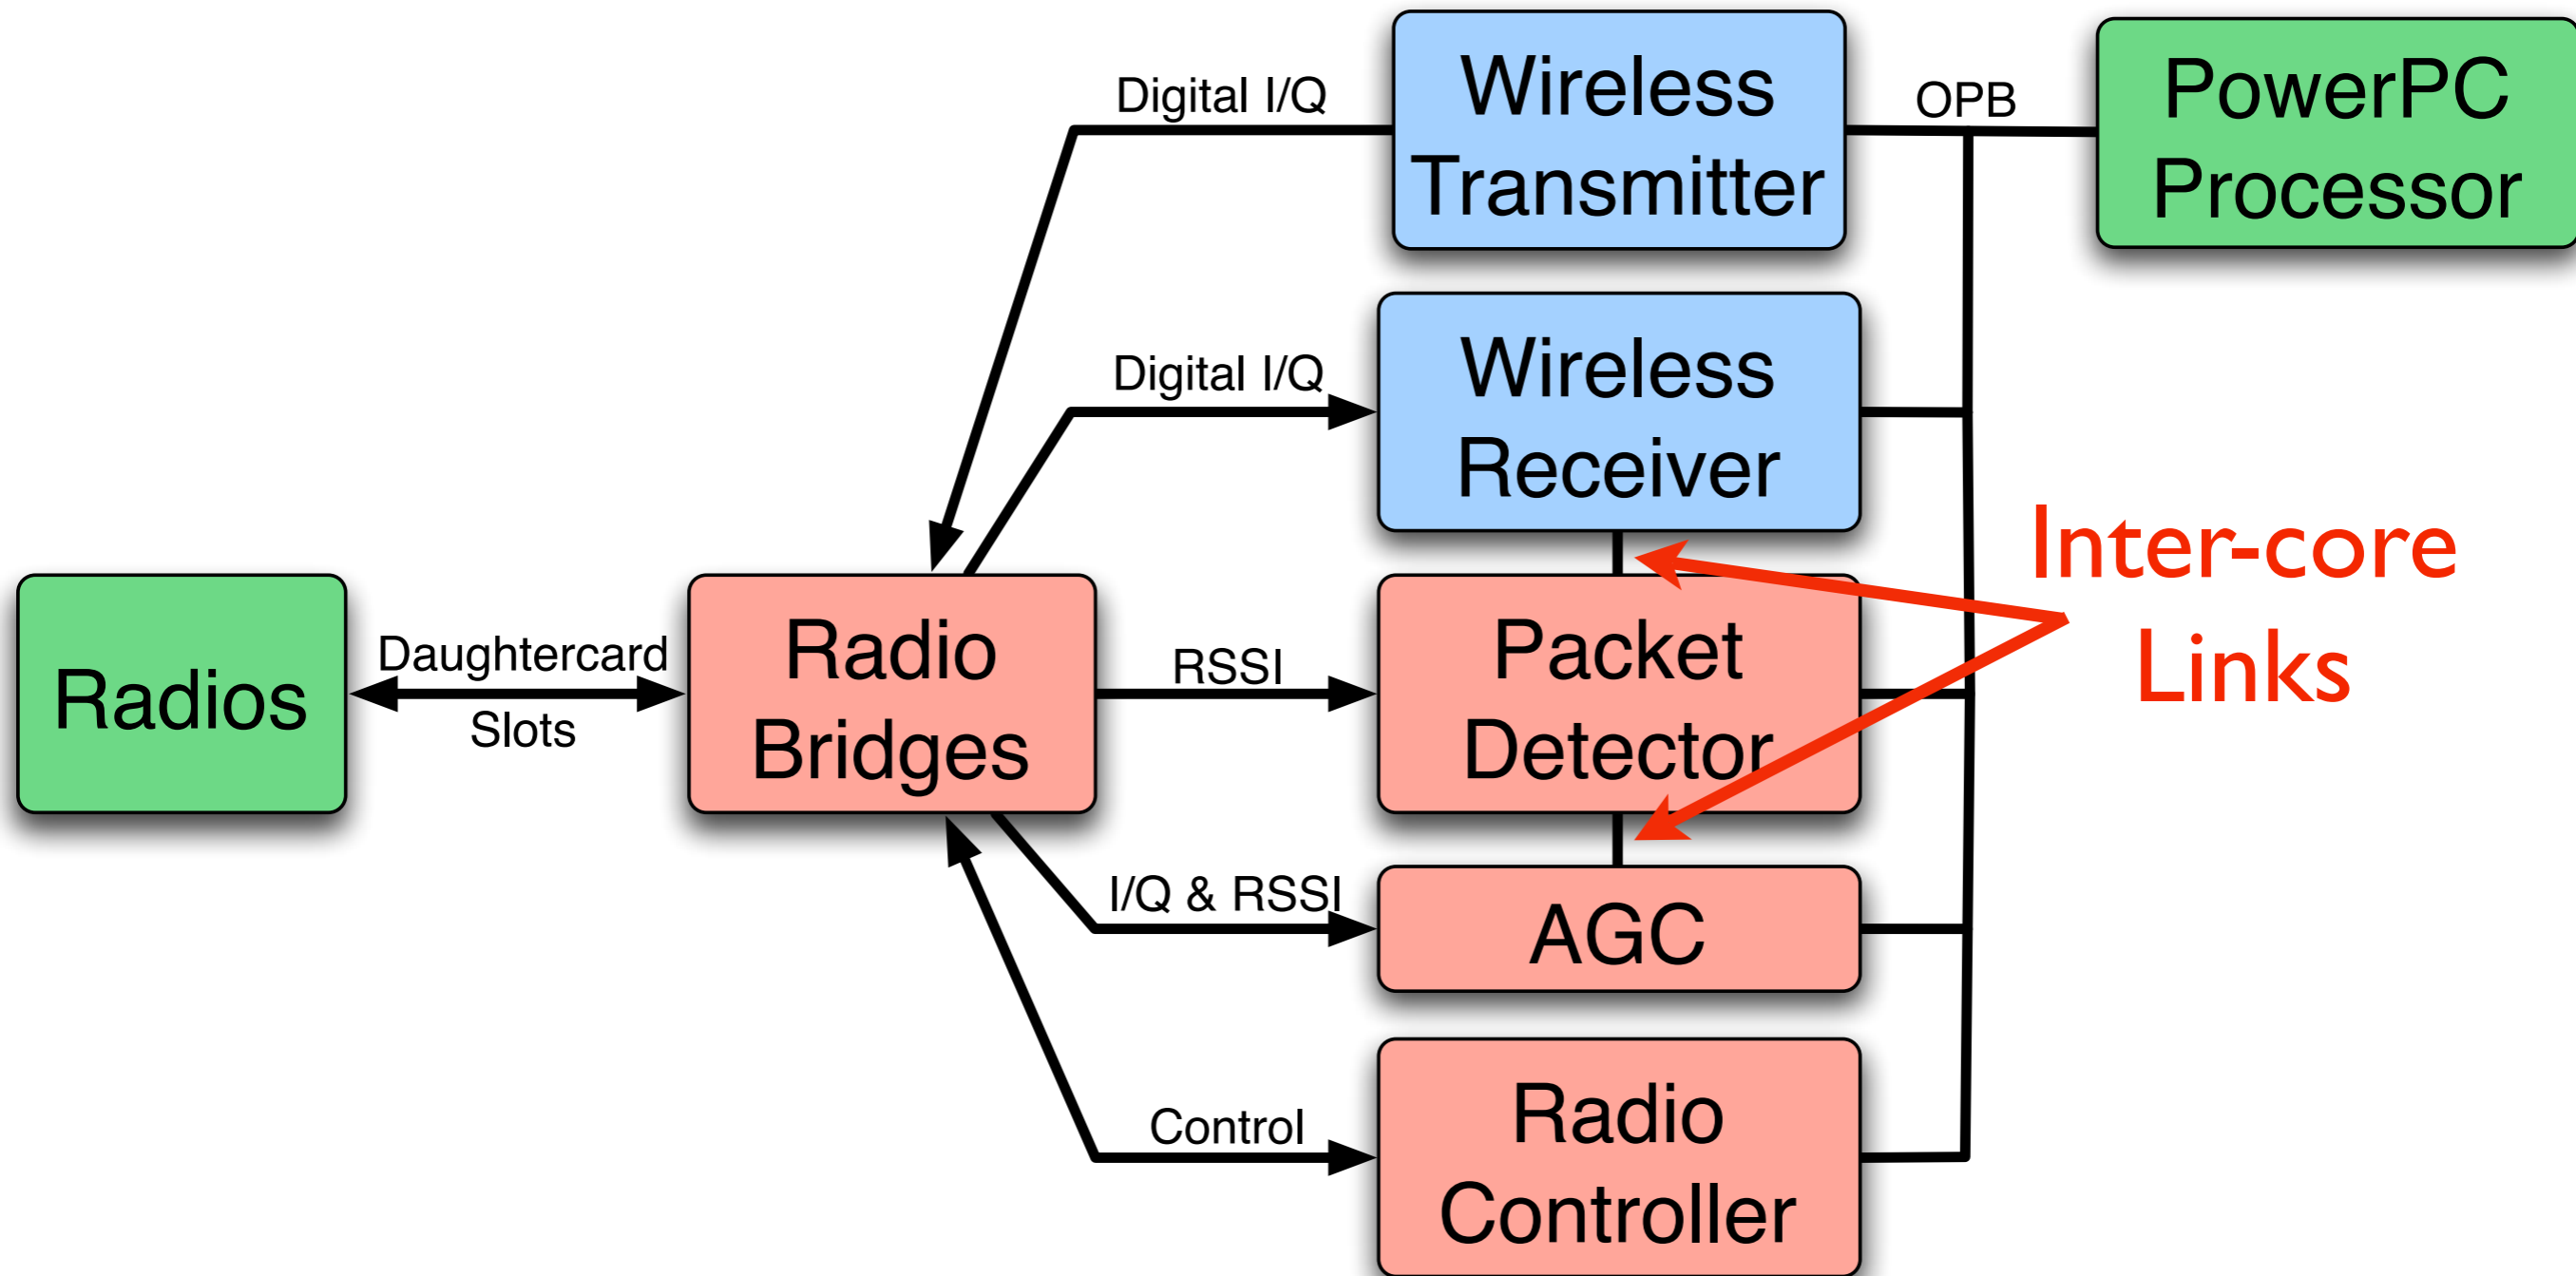 Digital I/Q
Wireless
Transmitter
OPB
PowerPC
Processor
Digital I/Q
Wireless
Receiver
Inter-core
Links
Radios
Daughtercard
Slots
Radio
Bridges
RSSI
Packet
Detector
I/Q & RSSI
AGC
Control
Radio
Controller